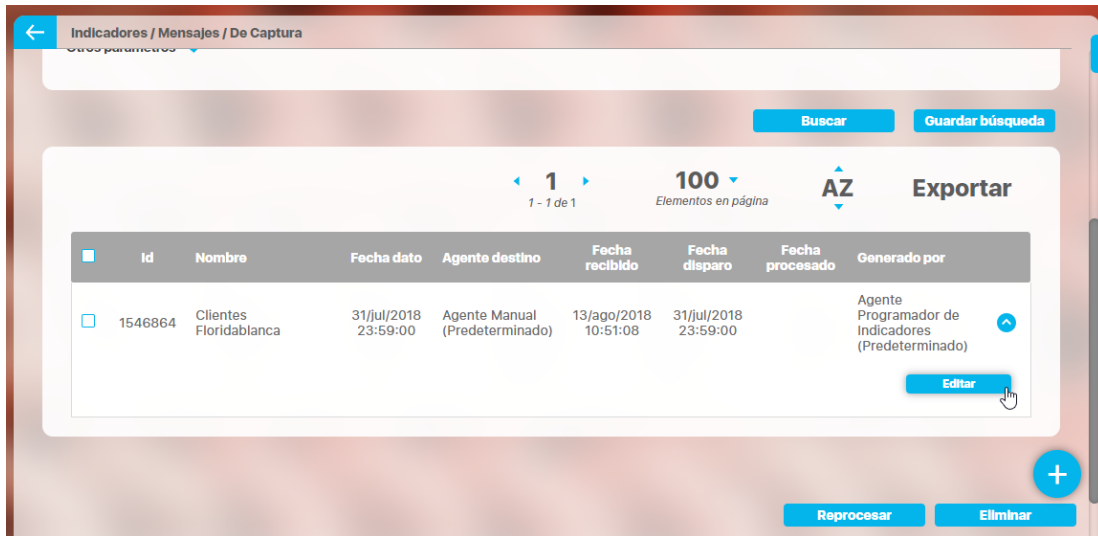 Indicadores / Mensajes / De Captura
Otros parámetros
Buscar
Guardar búsqueda
1
1 - 1 de 1
100
Elementos en página
AZ
Exportar
Id
Nombre
Fecha dato
Agente destino
Fecha
recibido
Fecha
disparo
Fecha
procesado
Generado por
1546864
Clientes
Floridablanca
31/jul/2018
23:59:00
Agente Manual
(Predeterminado)
13/ago/2018
10:51:08
31/jul/2018
23:59:00
Agente
Programador de
Indicadores
(Predeterminado)
Editar
+
Reprocesar
Eliminar